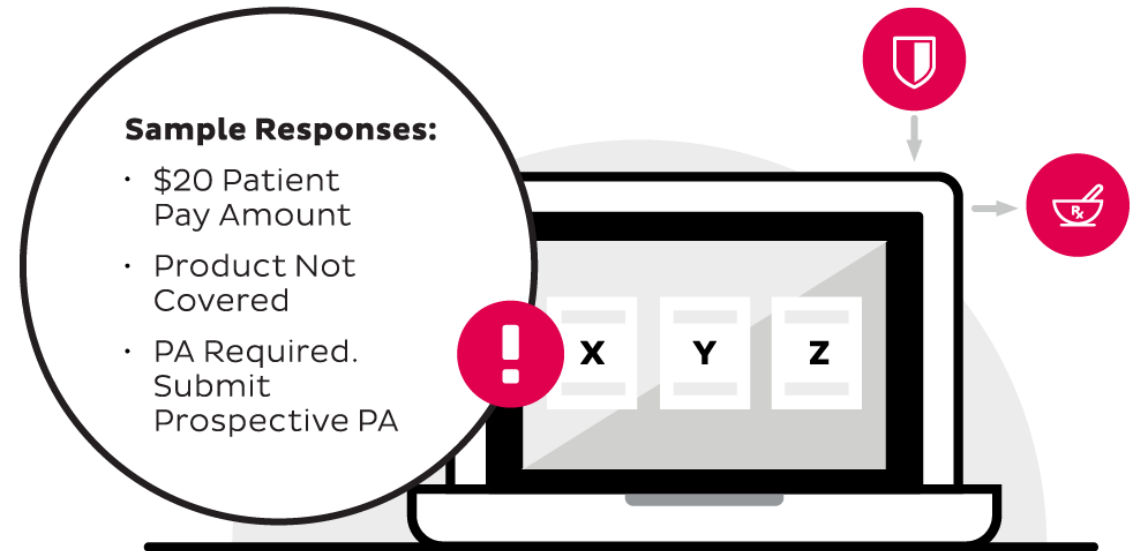 Sample Responses:
· $20 Patient
Pay Amount
· Product Not
Covered
· PA Required.
Submit
Prospective PA
!
X Y Z
Rx